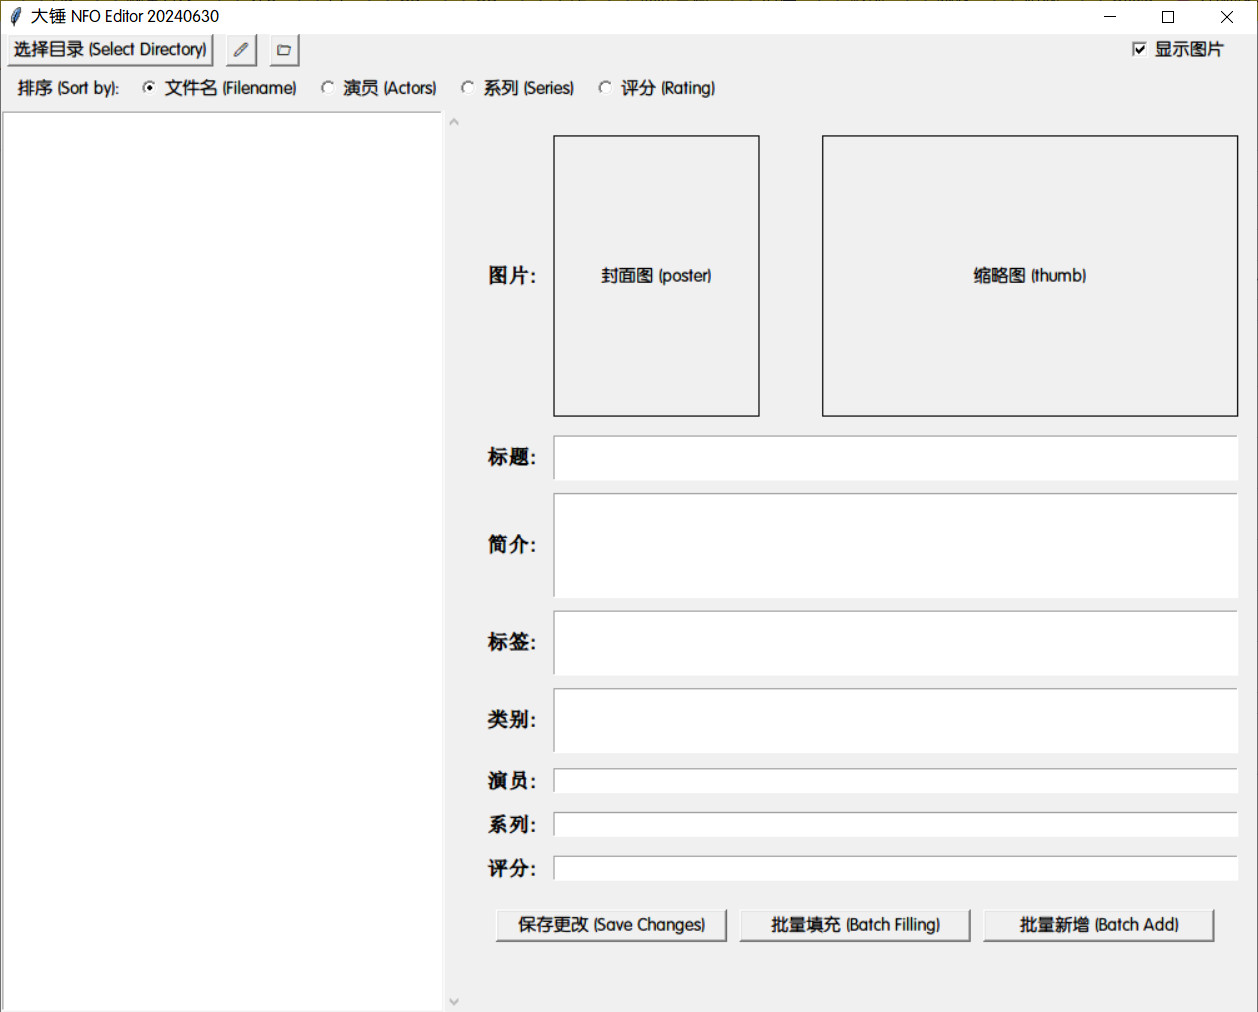 大锤 NFO Editor 20240630
选择目录 (Select Directory)
显示图片
排序 (Sort by): 文件名 (Filename) 演员 (Actors) 系列 (Series) 评分 (Rating)
图片: 封面图 (poster) 缩略图 (thumb)
标题:
简介:
标签:
类别:
演员:
系列:
评分:
保存更改 (Save Changes) 批量填充 (Batch Filling) 批量新增 (Batch Add)